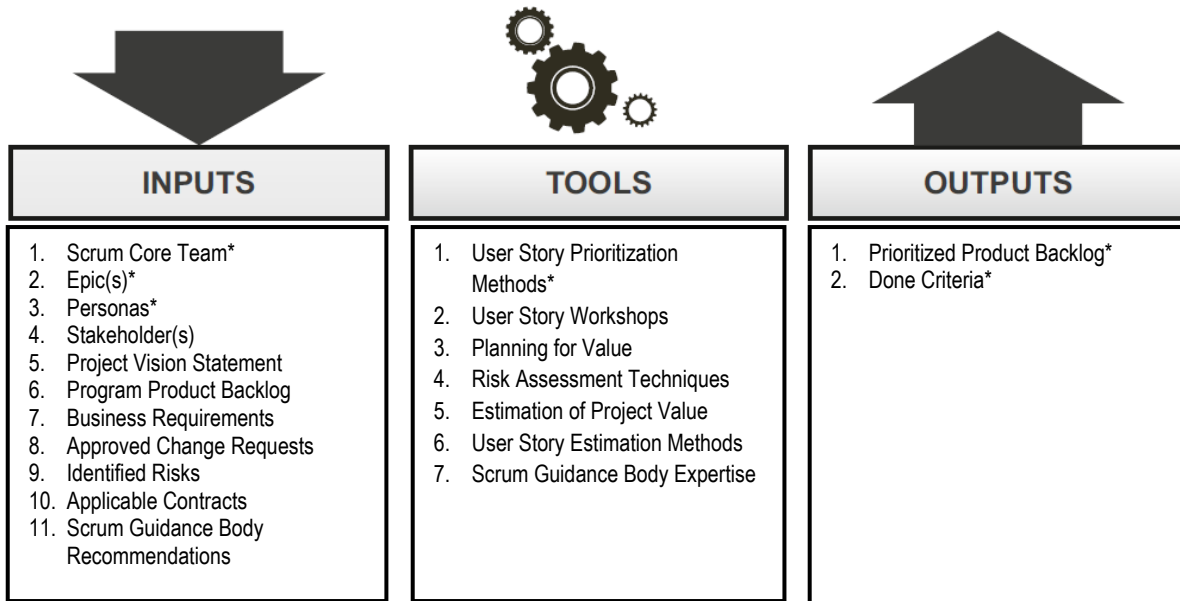 INPUTS
1. Scrum Core Team*
2. Epic(s)*
3. Personas*
4. Stakeholder(s)
5. Project Vision Statement
6. Program Product Backlog
7. Business Requirements
8. Approved Change Requests
9. Identified Risks
10. Applicable Contracts
11. Scrum Guidance Body
Recommendations
TOOLS
1. User Story Prioritization
Methods*
2. User Story Workshops
3. Planning for Value
4. Risk Assessment Techniques
5. Estimation of Project Value
6. User Story Estimation Methods
7. Scrum Guidance Body Expertise
OUTPUTS
1. Prioritized Product Backlog*
2. Done Criteria*